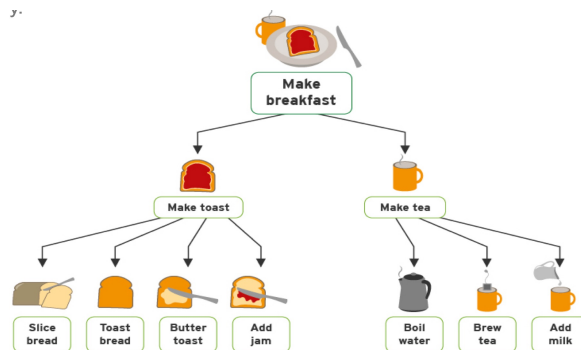 y.
Make
breakfast
Make toast
Make tea
Slice
bread
Toast
bread
Butter
toast
Add
jam
Boil
water
Brew
tea
Add
milk